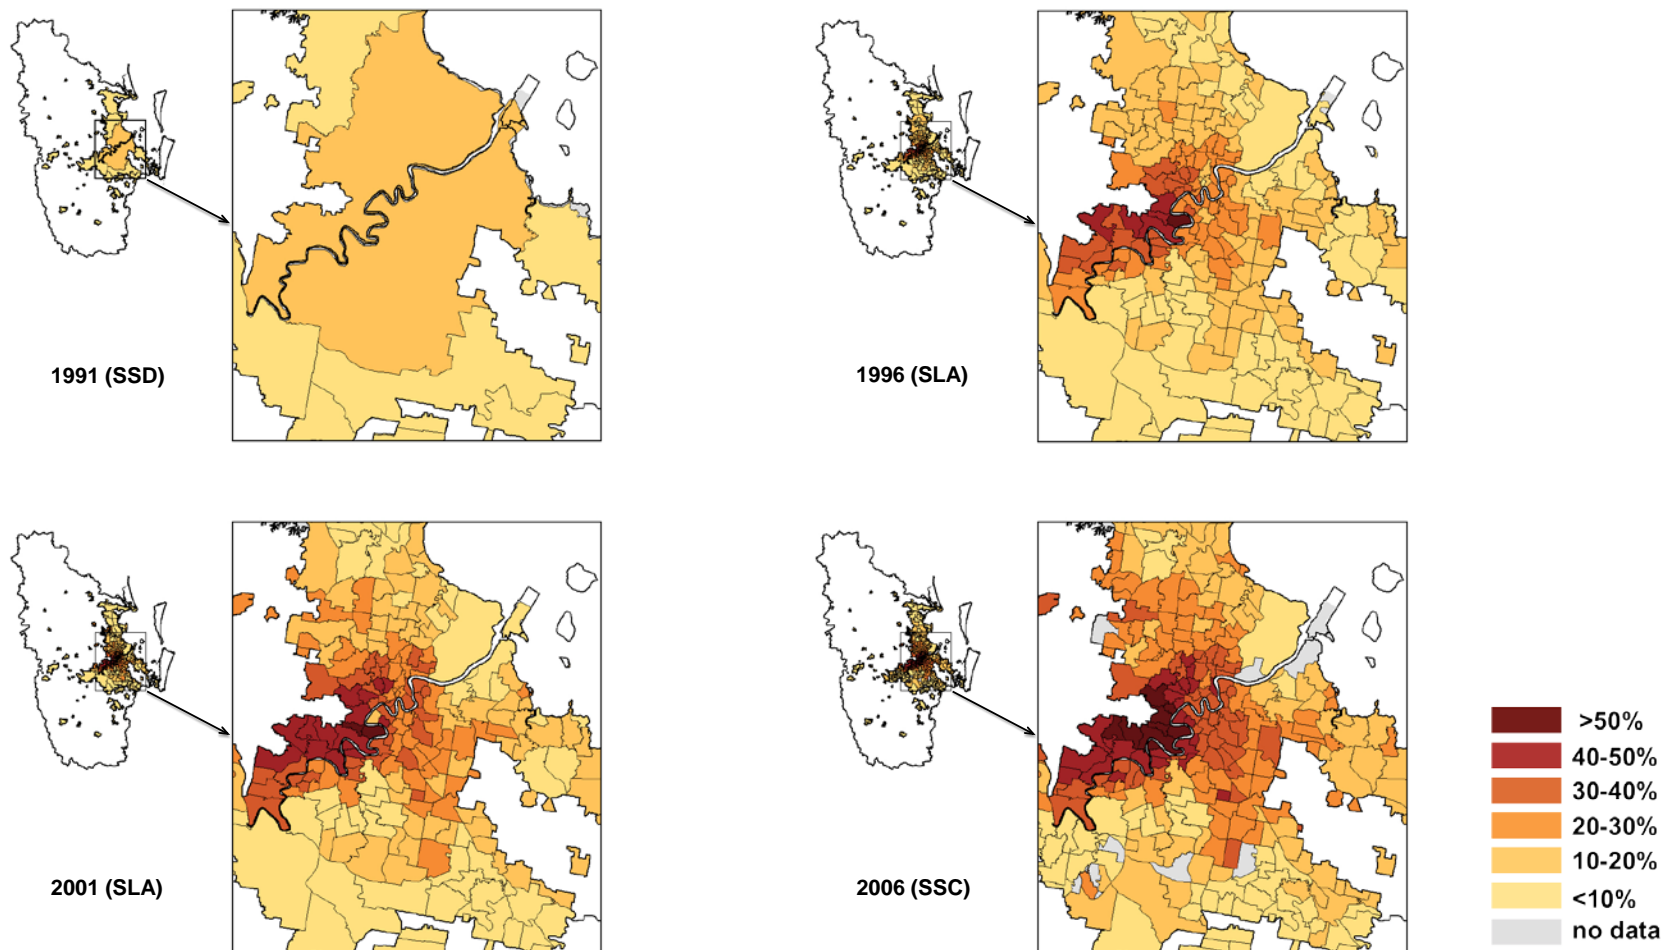 1991 (SSD)
1996 (SLA)
2001 (SLA)
2006 (SSC)
>50%
40-50%
30-40%
20-30%
10-20%
<10%
no data